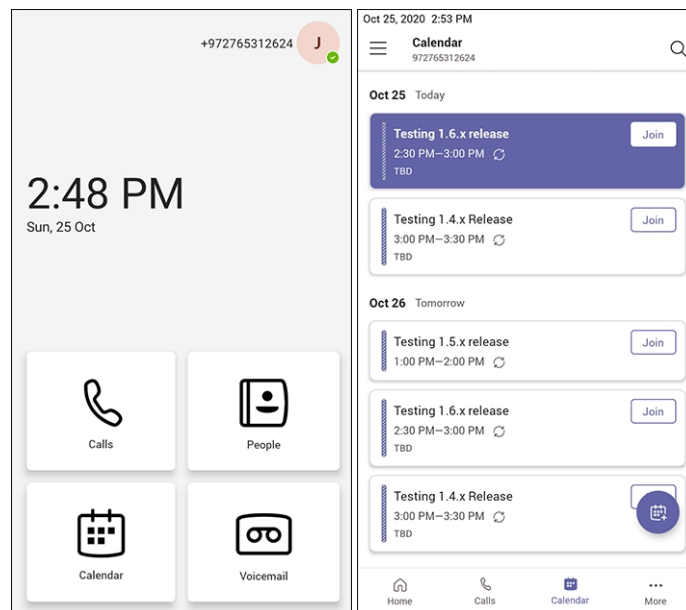 +972765312624
J
2:48 PM
Sun, 25 Oct
Calls
People
Calendar
Voicemail
Oct 25, 2020 2:53 PM
Calendar
972765312624
Oct 25 Today
Testing 1.6.x release
Join
2:30 PM—3:00 PM
TBD
Testing 1.4.x Release
Join
3:00 PM—3:30 PM
TBD
Oct 26 Tomorrow
Testing 1.5.x release
Join
1:00 PM—2:00 PM
Testing 1.6.x release
Join
2:30 PM—3:00 PM
TBD
Testing 1.4.x Release
3:00 PM—3:30 PM
TBD
Home
Calls
Calendar
More